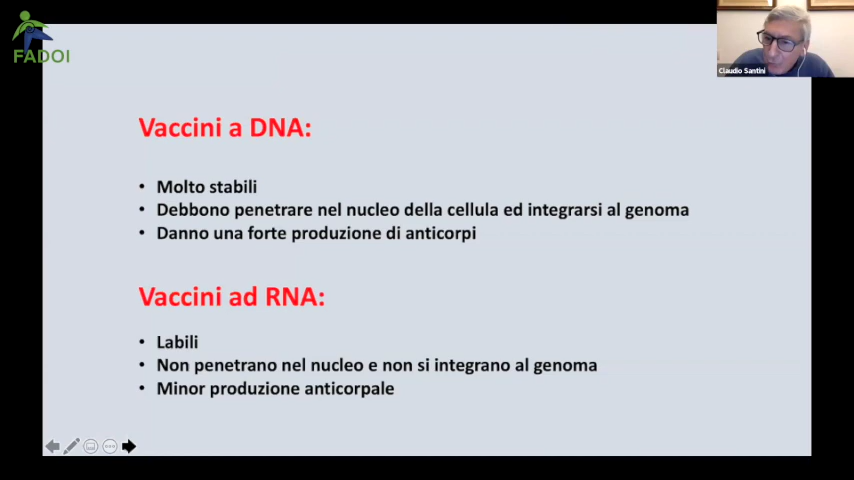 FADOI
Claudio Santini
Vaccini a DNA:
• Molto stabili
• Debbono penetrare nel nucleo della cellula ed integrarsi al genoma
• Danno una forte produzione di anticorpi
Vaccini ad RNA:
• Labili
• Non penetrano nel nucleo e non si integrano al genoma
• Minor produzione anticorpale